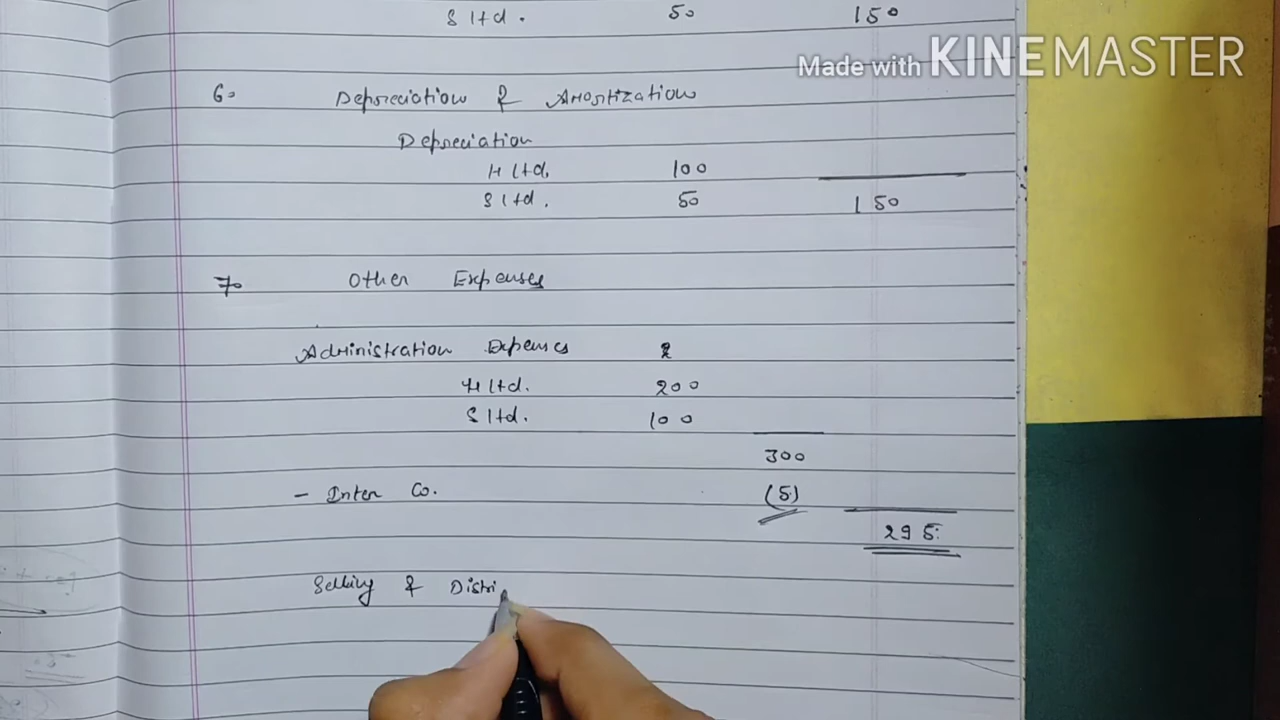 S Ltd. 50 150
Made with KINEMASTER
6. Depreciation & Amortization
Depreciation
H Ltd. 100
S Ltd. 50 150
7. Other Expenses
Administration Expenses ₹
H Ltd. 200
S Ltd. 100
300
- Inter Co. (5)
295
Selling & Distri